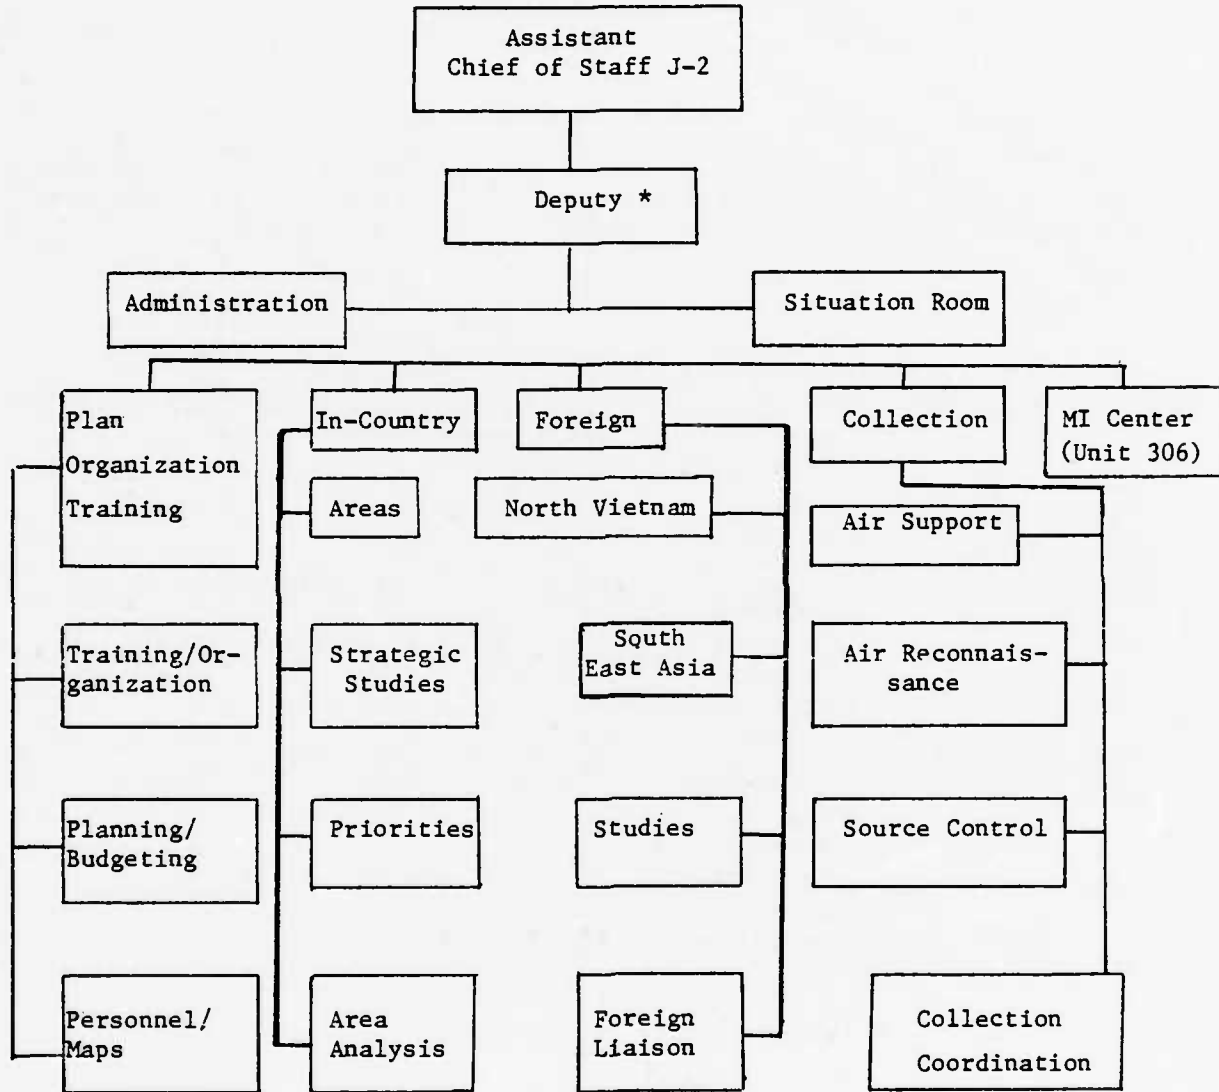 Assistant
Chief of Staff J-2
Deputy *
Administration
Situation Room
Plan
Organization
Training
In-Country
Foreign
Collection
MI Center
(Unit 306)
Areas
North Vietnam
Air Support
Training/Or-
ganization
Strategic
Studies
South
East Asia
Air Reconnais-
sance
Planning/
Budgeting
Priorities
Studies
Source Control
Personnel/
Maps
Area
Analysis
Foreign
Liaison
Collection
Coordination